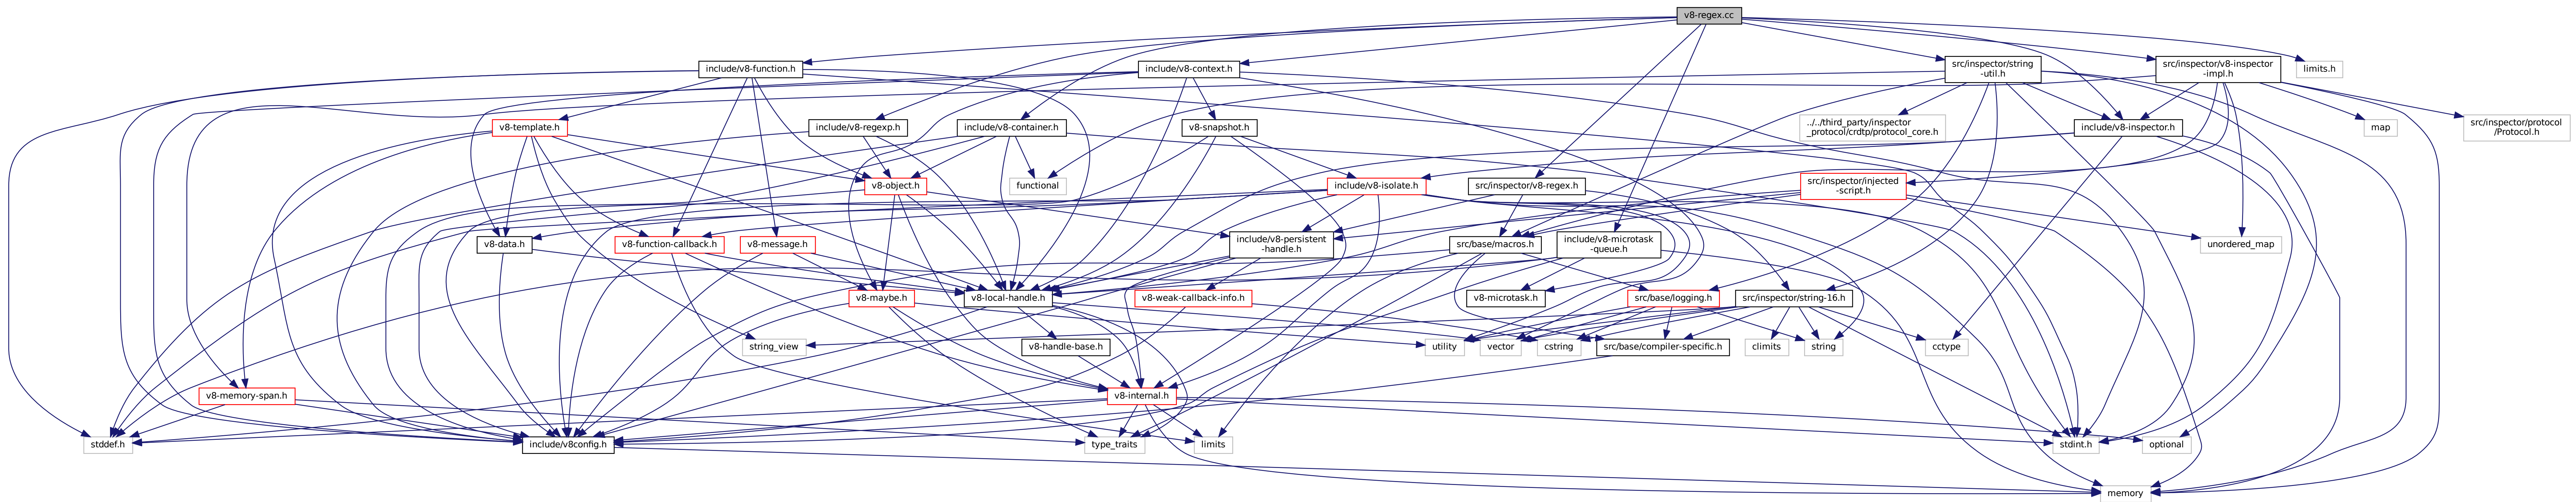 v8-regex.cc
include/v8-function.h
include/v8-context.h
src/inspector/string
-util.h
src/inspector/v8-inspector
-impl.h
limits.h
v8-template.h
include/v8-regexp.h
include/v8-container.h
v8-snapshot.h
../../third_party/inspector
_protocol/crdtp/protocol_core.h
include/v8-inspector.h
map
src/inspector/protocol
/Protocol.h
v8-object.h
functional
include/v8-isolate.h
src/inspector/v8-regex.h
src/inspector/injected
-script.h
v8-data.h
v8-function-callback.h
v8-message.h
include/v8-persistent
-handle.h
src/base/macros.h
include/v8-microtask
-queue.h
unordered_map
v8-maybe.h
v8-local-handle.h
v8-weak-callback-info.h
v8-microtask.h
src/base/logging.h
src/inspector/string-16.h
string_view
v8-handle-base.h
utility
vector
cstring
src/base/compiler-specific.h
climits
string
cctype
v8-memory-span.h
v8-internal.h
stddef.h
include/v8config.h
type_traits
limits
stdint.h
optional
memory